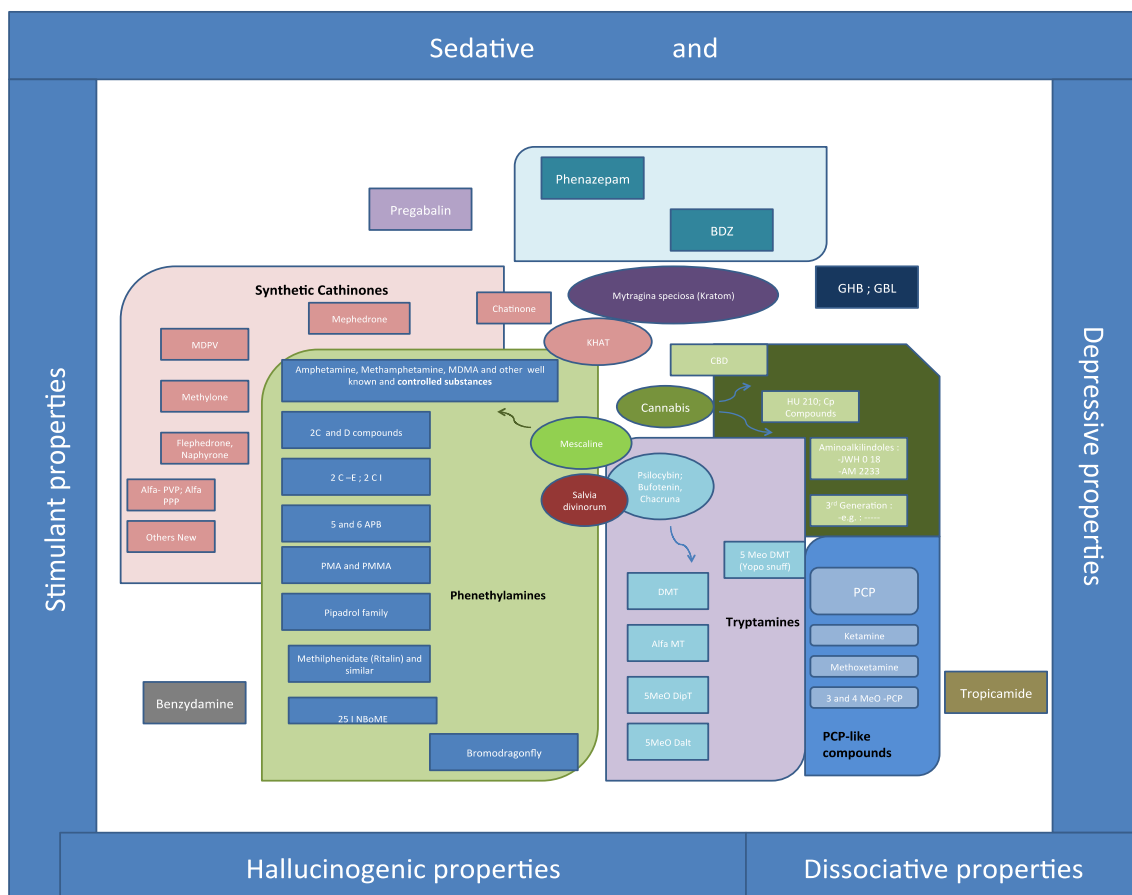 Sedative and
Stimulant properties
Depressive properties
Phenazepam
Pregabalin
BDZ
GHB ; GBL
Mytragina speciosa (Kratom)
Synthetic Cathinones
Chatinone
Mephedrone
KHAT
MDPV
CBD
Amphetamine, Methamphetamine, MDMA and other well
known and controlled substances
Methylone
Cannabis
HU 210; Cp
Compounds
2C and D compounds
Mescaline
Flephedrone,
Naphyrone
Aminoalkilindoles :
-JWH 0 18
-AM 2233
2 C –E ; 2 C I
Psilocybin;
Bufotenin,
Chacruna
Salvia
divinorum
Alfa- PVP; Alfa
PPP
3rd Generation :
-e.g. : -----
5 and 6 APB
Others New
5 Meo DMT
(Yopo snuff)
PMA and PMMA
Phenethylamines
DMT
PCP
Pipadrol family
Tryptamines
Ketamine
Alfa MT
Methilphenidate (Ritalin) and
similar
Methoxetamine
Benzydamine
5MeO DipT
3 and 4 MeO -PCP
Tropicamide
25 I NBoME
PCP-like
compounds
5MeO Dalt
Bromodragonfly
Hallucinogenic properties
Dissociative properties